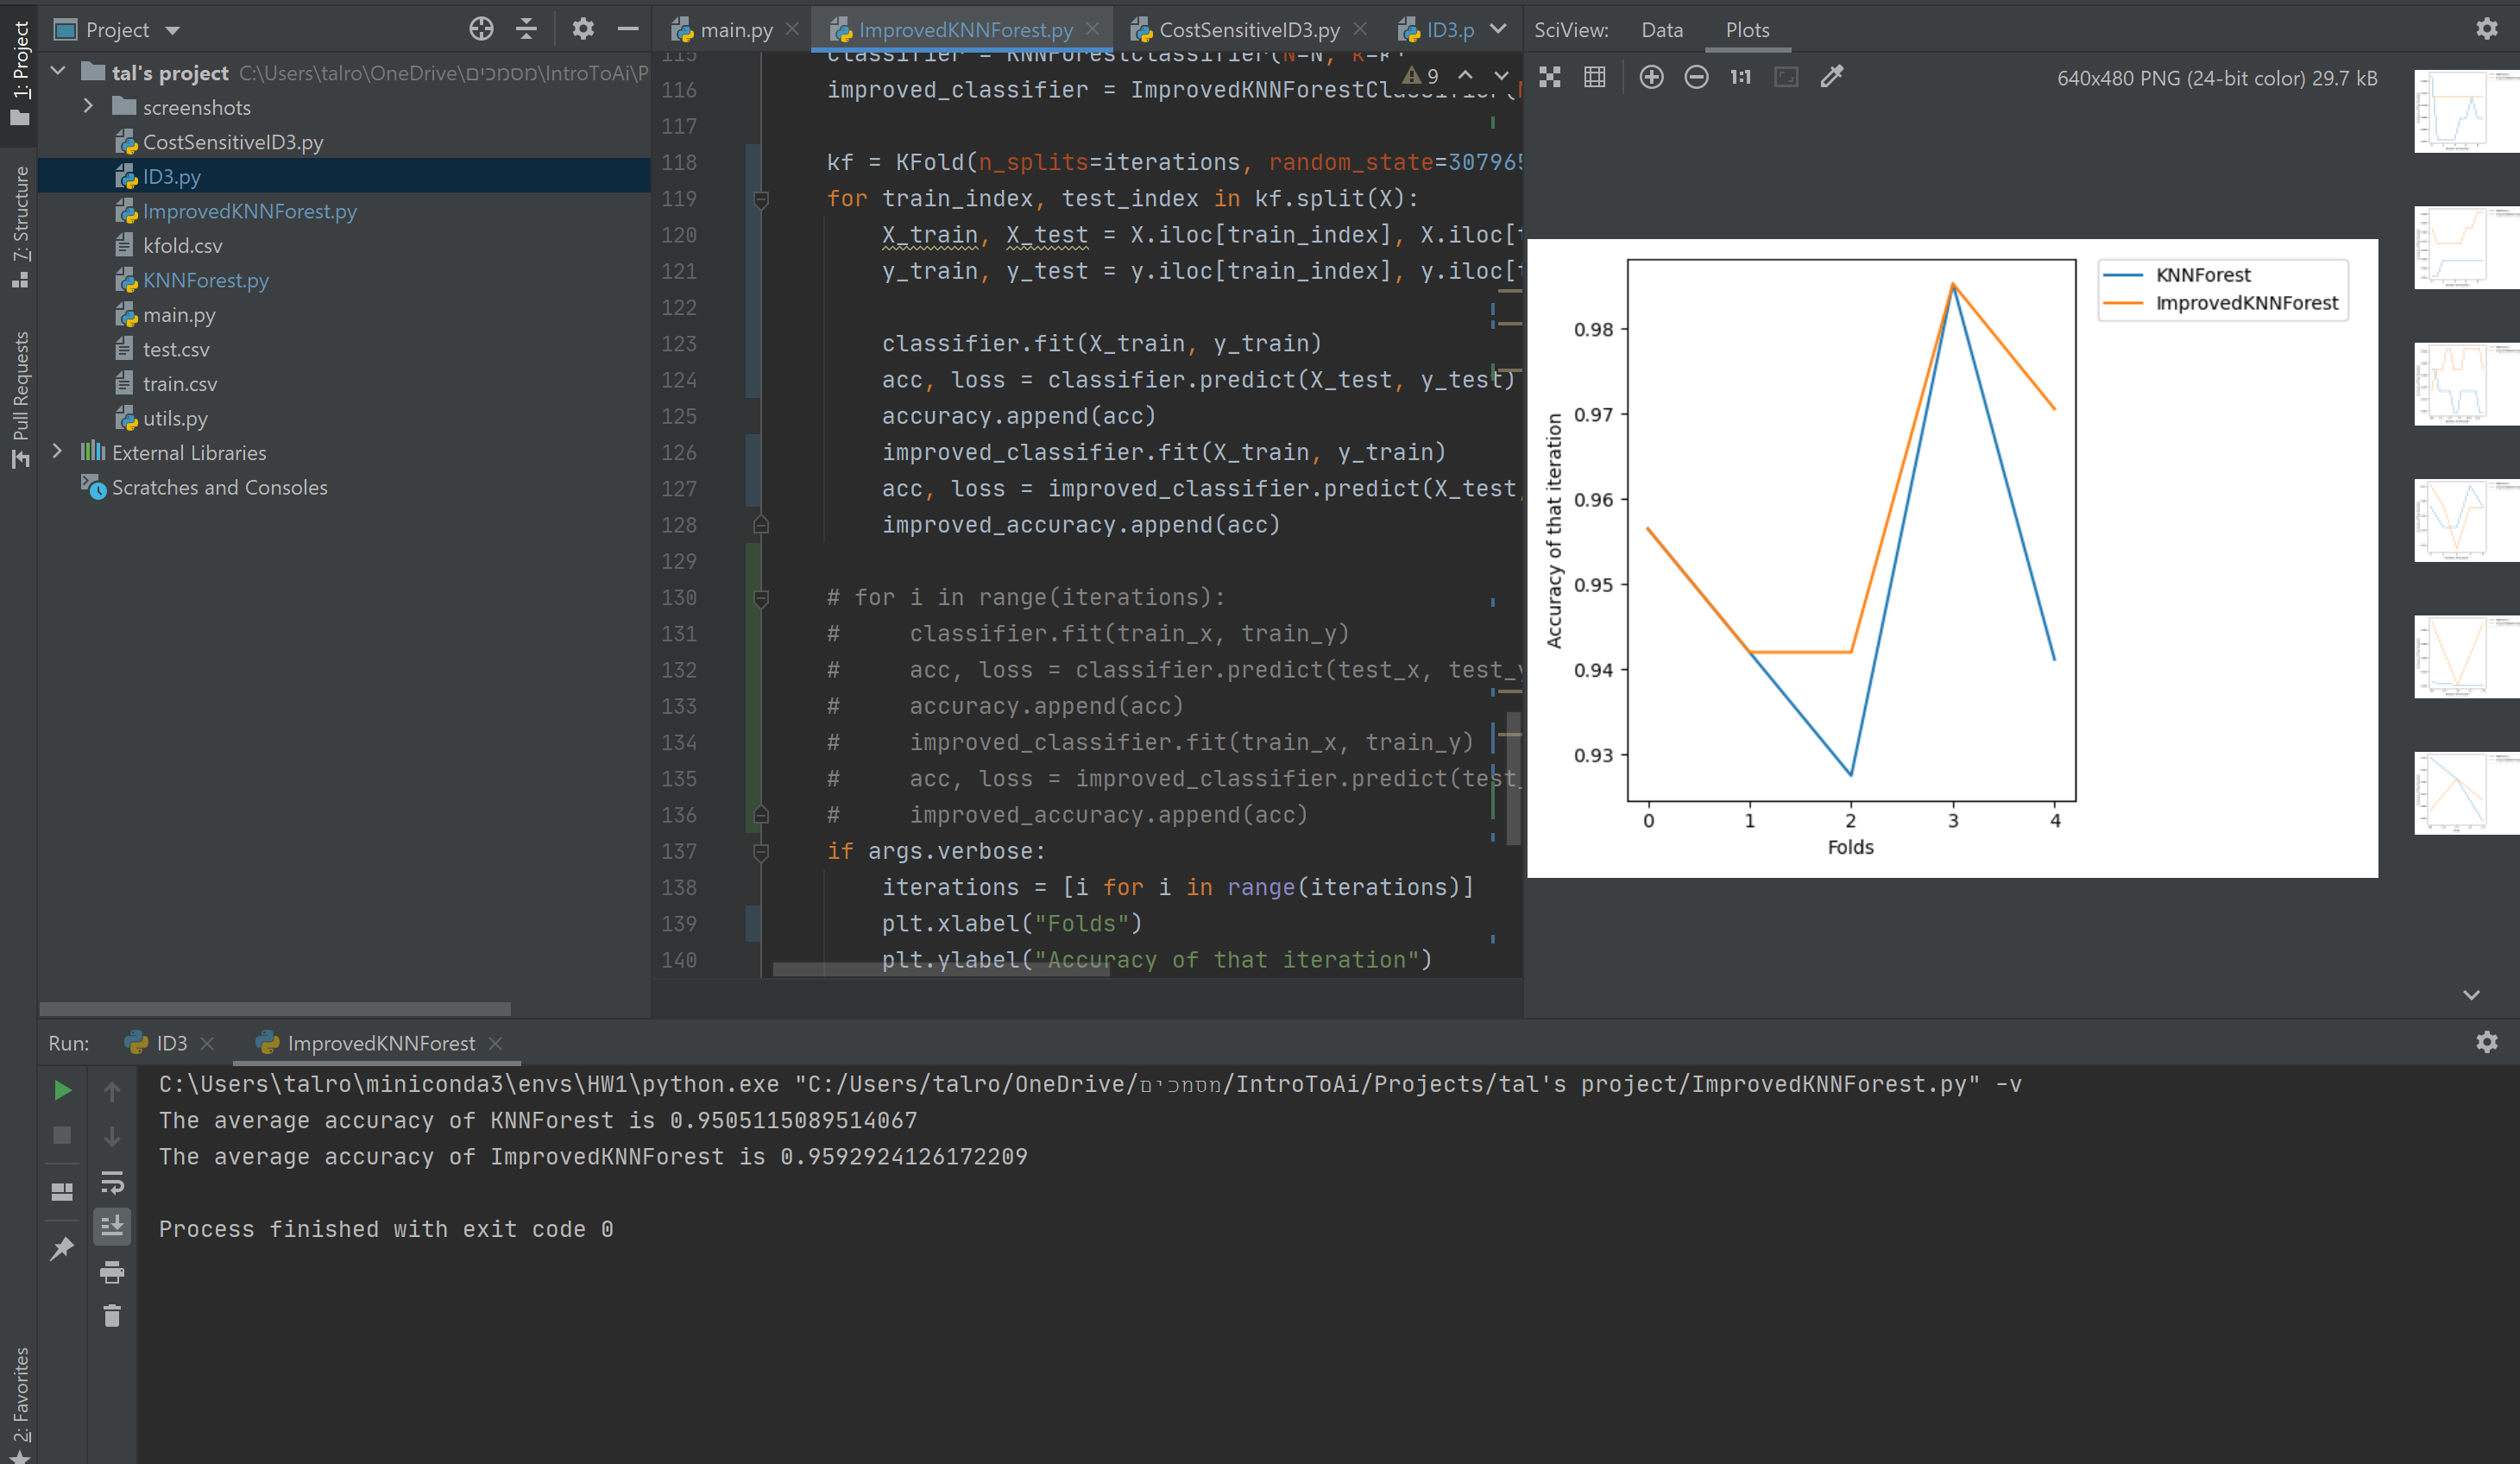 1: Project
7: Structure
Pull Requests
2: Favorites
Project
tal's project C:\Users\talro\OneDrive\מסמכים\IntroToAi\P
screenshots
CostSensitiveID3.py
ID3.py
ImprovedKNNForest.py
kfold.csv
KNNForest.py
main.py
test.csv
train.csv
utils.py
External Libraries
Scratches and Consoles
main.py
ImprovedKNNForest.py
CostSensitiveID3.py
ID3.p
9
115 classifier = KNNForestClassifier(N=N,
116 improved_classifier = ImprovedKNNForestClassifier(
117
118 kf = KFold(n_splits=iterations, random_state=307965
119 for train_index, test_index in kf.split(X):
120 X_train, X_test = X.iloc[train_index], X.iloc[t
121 y_train, y_test = y.iloc[train_index], y.iloc[t
122
123 classifier.fit(X_train, y_train)
124 acc, loss = classifier.predict(X_test, y_test)
125 accuracy.append(acc)
126 improved_classifier.fit(X_train, y_train)
127 acc, loss = improved_classifier.predict(X_test,
128 improved_accuracy.append(acc)
129
130 # for i in range(iterations):
131 #     classifier.fit(train_x, train_y)
132 #     acc, loss = classifier.predict(test_x, test_y
133 #     accuracy.append(acc)
134 #     improved_classifier.fit(train_x, train_y)
135 #     acc, loss = improved_classifier.predict(test_
136 #     improved_accuracy.append(acc)
137 if args.verbose:
138 iterations = [i for i in range(iterations)]
139 plt.xlabel("Folds")
140 plt.ylabel("Accuracy of that iteration")
SciView: Data Plots
1:1
640x480 PNG (24-bit color) 29.7 kB
KNNForest
ImprovedKNNForest
Accuracy of that iteration
0.98
0.97
0.96
0.95
0.94
0.93
0 1 2 3 4
Folds
Run: ID3 ImprovedKNNForest
C:\Users\talro\miniconda3\envs\HW1\python.exe "C:/Users/talro/OneDrive/מסמכים/IntroToAi/Projects/tal's project/ImprovedKNNForest.py" -v
The average accuracy of KNNForest is 0.9505115089514067
The average accuracy of ImprovedKNNForest is 0.9592924126172209
Process finished with exit code 0